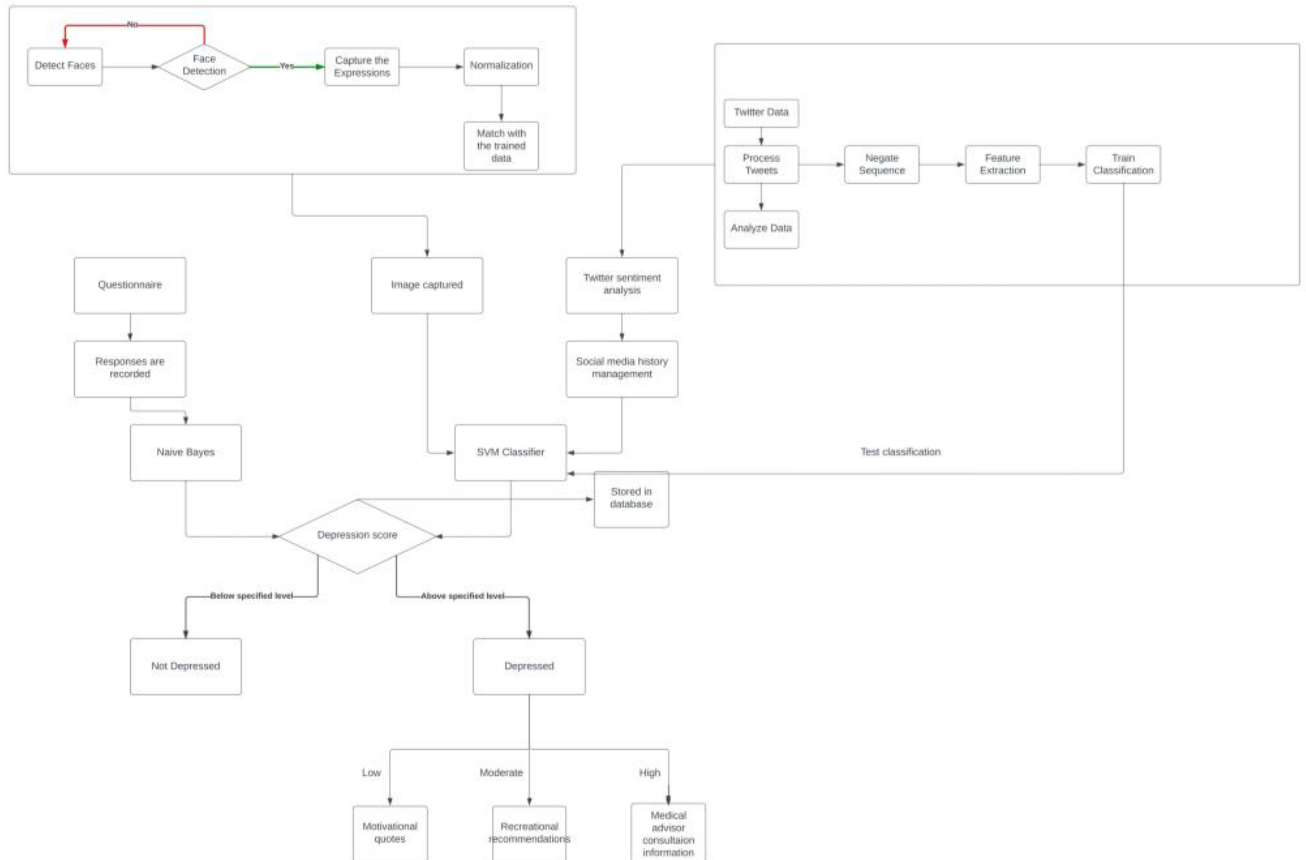 No
Detect Faces
Face
Detection
Yes
Capture the
Expressions
Normalization
Match with
the trained
data
Twitter Data
Process
Tweets
Negate
Sequence
Feature
Extraction
Train
Classification
Analyze Data
Questionnaire
Image captured
Twitter sentiment
analysis
Responses are
recorded
Social media history
management
Naive Bayes
SVM Classifier
Test classification
Stored in
database
Depression score
Below specified level
Above specified level
Not Depressed
Depressed
Low
Moderate
High
Motivational
quotes
Recreational
recommendations
Medical
advisor
consultaion
information